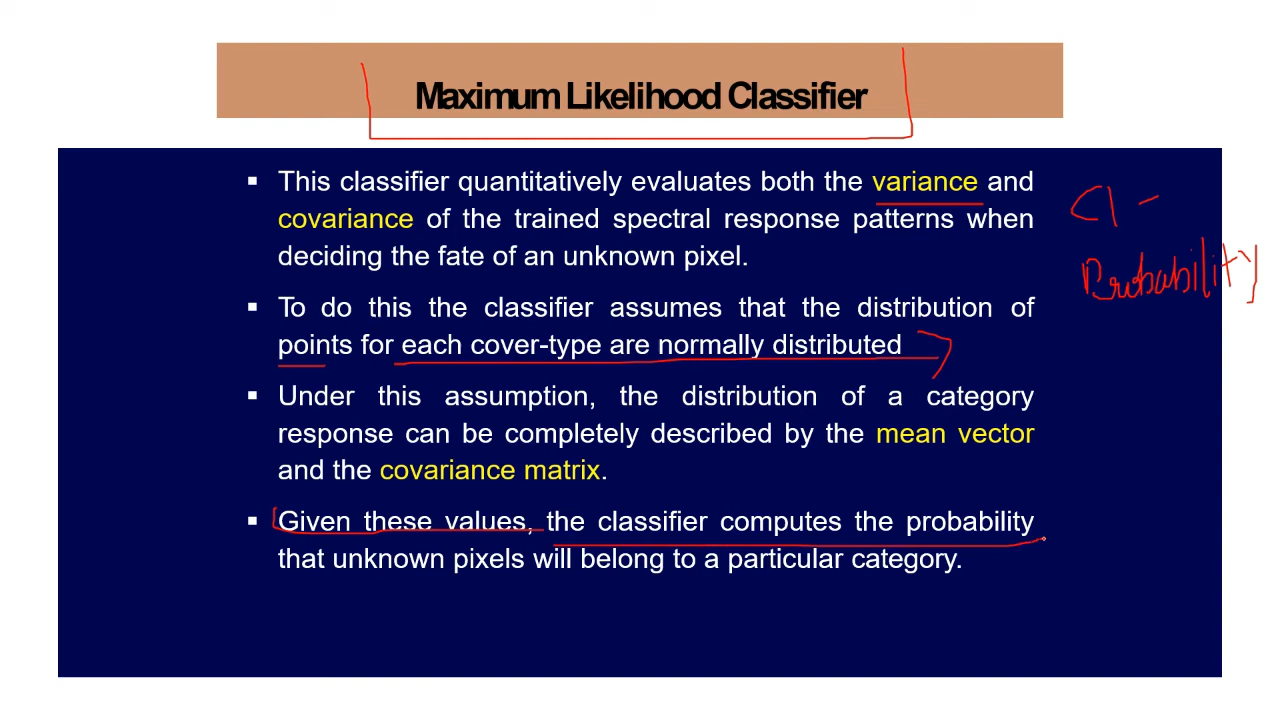 Maximum Likelihood Classifier
▪ This classifier quantitatively evaluates both the variance and
covariance of the trained spectral response patterns when
deciding the fate of an unknown pixel.
▪ To do this the classifier assumes that the distribution of
points for each cover-type are normally distributed
▪ Under this assumption, the distribution of a category
response can be completely described by the mean vector
and the covariance matrix.
▪ Given these values, the classifier computes the probability
that unknown pixels will belong to a particular category.
Probability